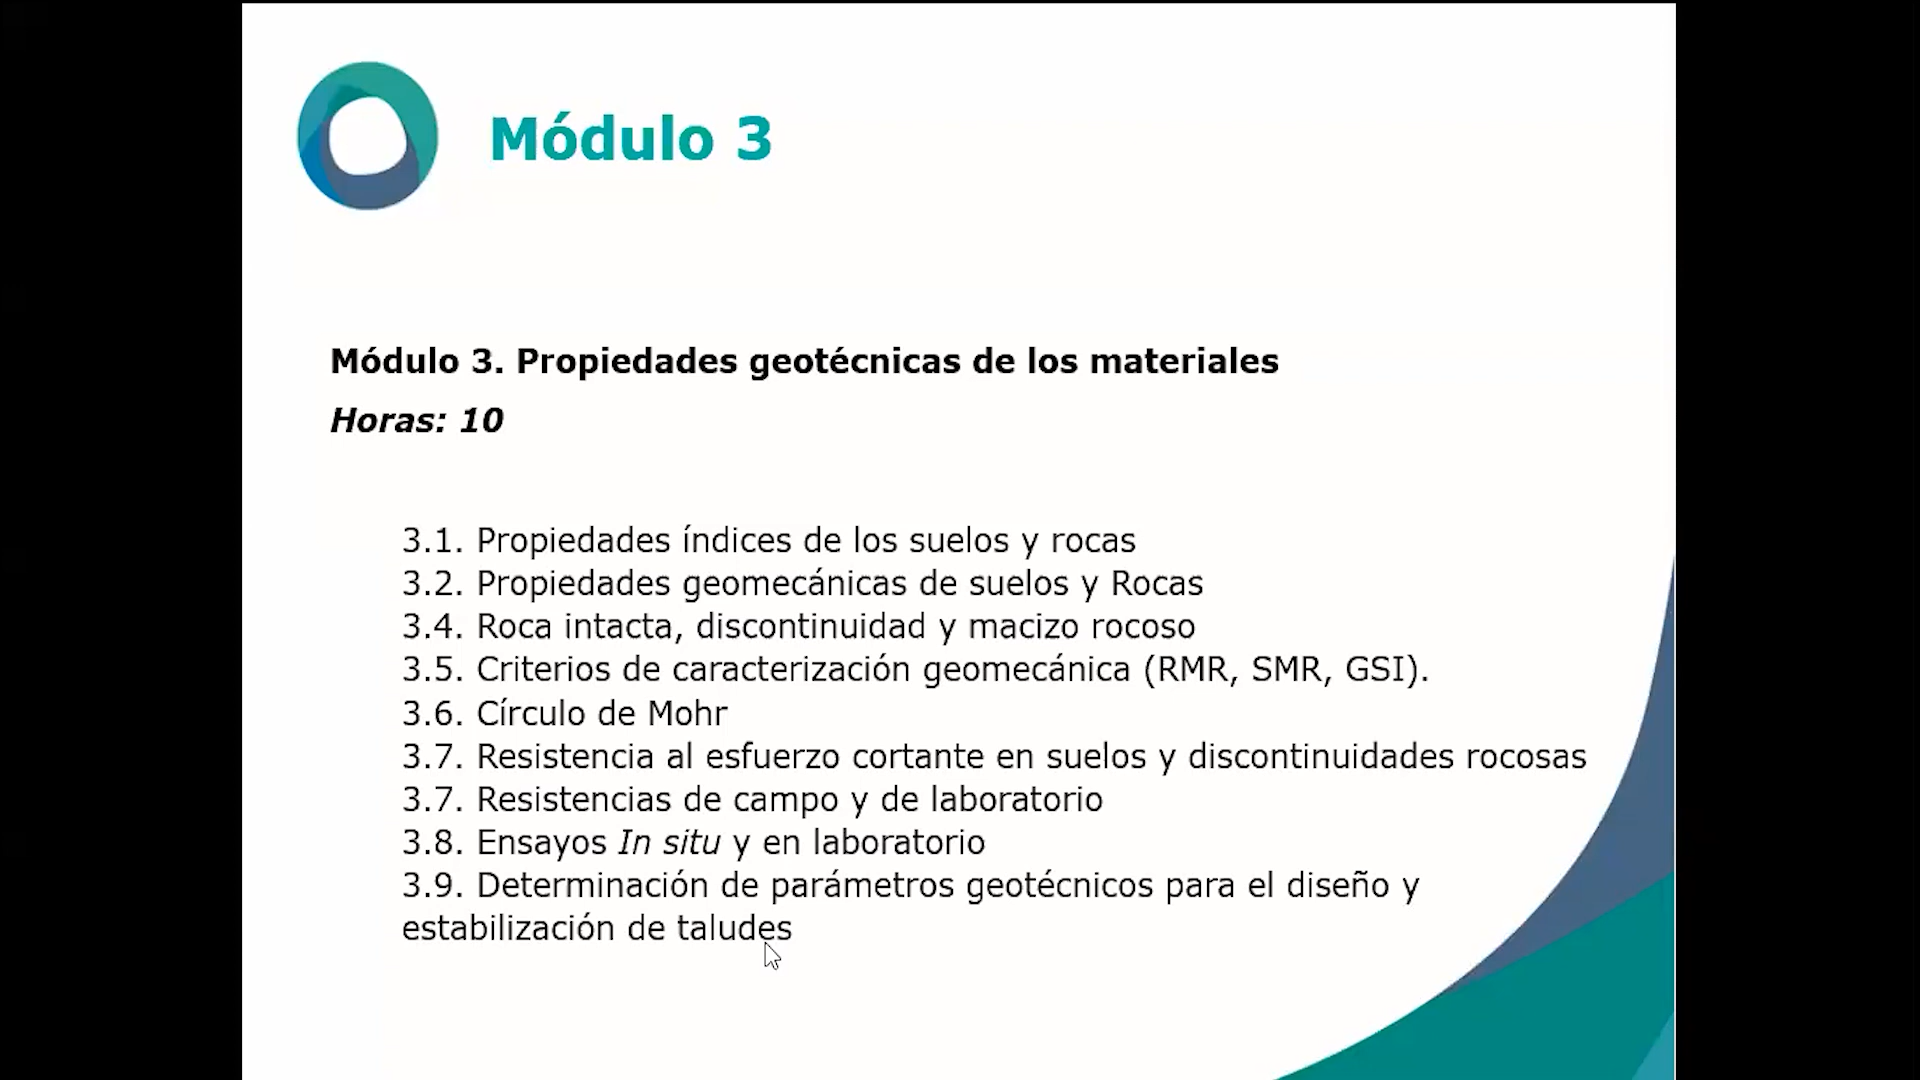 Módulo 3
Módulo 3. Propiedades geotécnicas de los materiales
Horas: 10
3.1. Propiedades índices de los suelos y rocas
3.2. Propiedades geomecánicas de suelos y Rocas
3.4. Roca intacta, discontinuidad y macizo rocoso
3.5. Criterios de caracterización geomecánica (RMR, SMR, GSI).
3.6. Círculo de Mohr
3.7. Resistencia al esfuerzo cortante en suelos y discontinuidades rocosas
3.7. Resistencias de campo y de laboratorio
3.8. Ensayos In situ y en laboratorio
3.9. Determinación de parámetros geotécnicos para el diseño y
estabilización de taludes